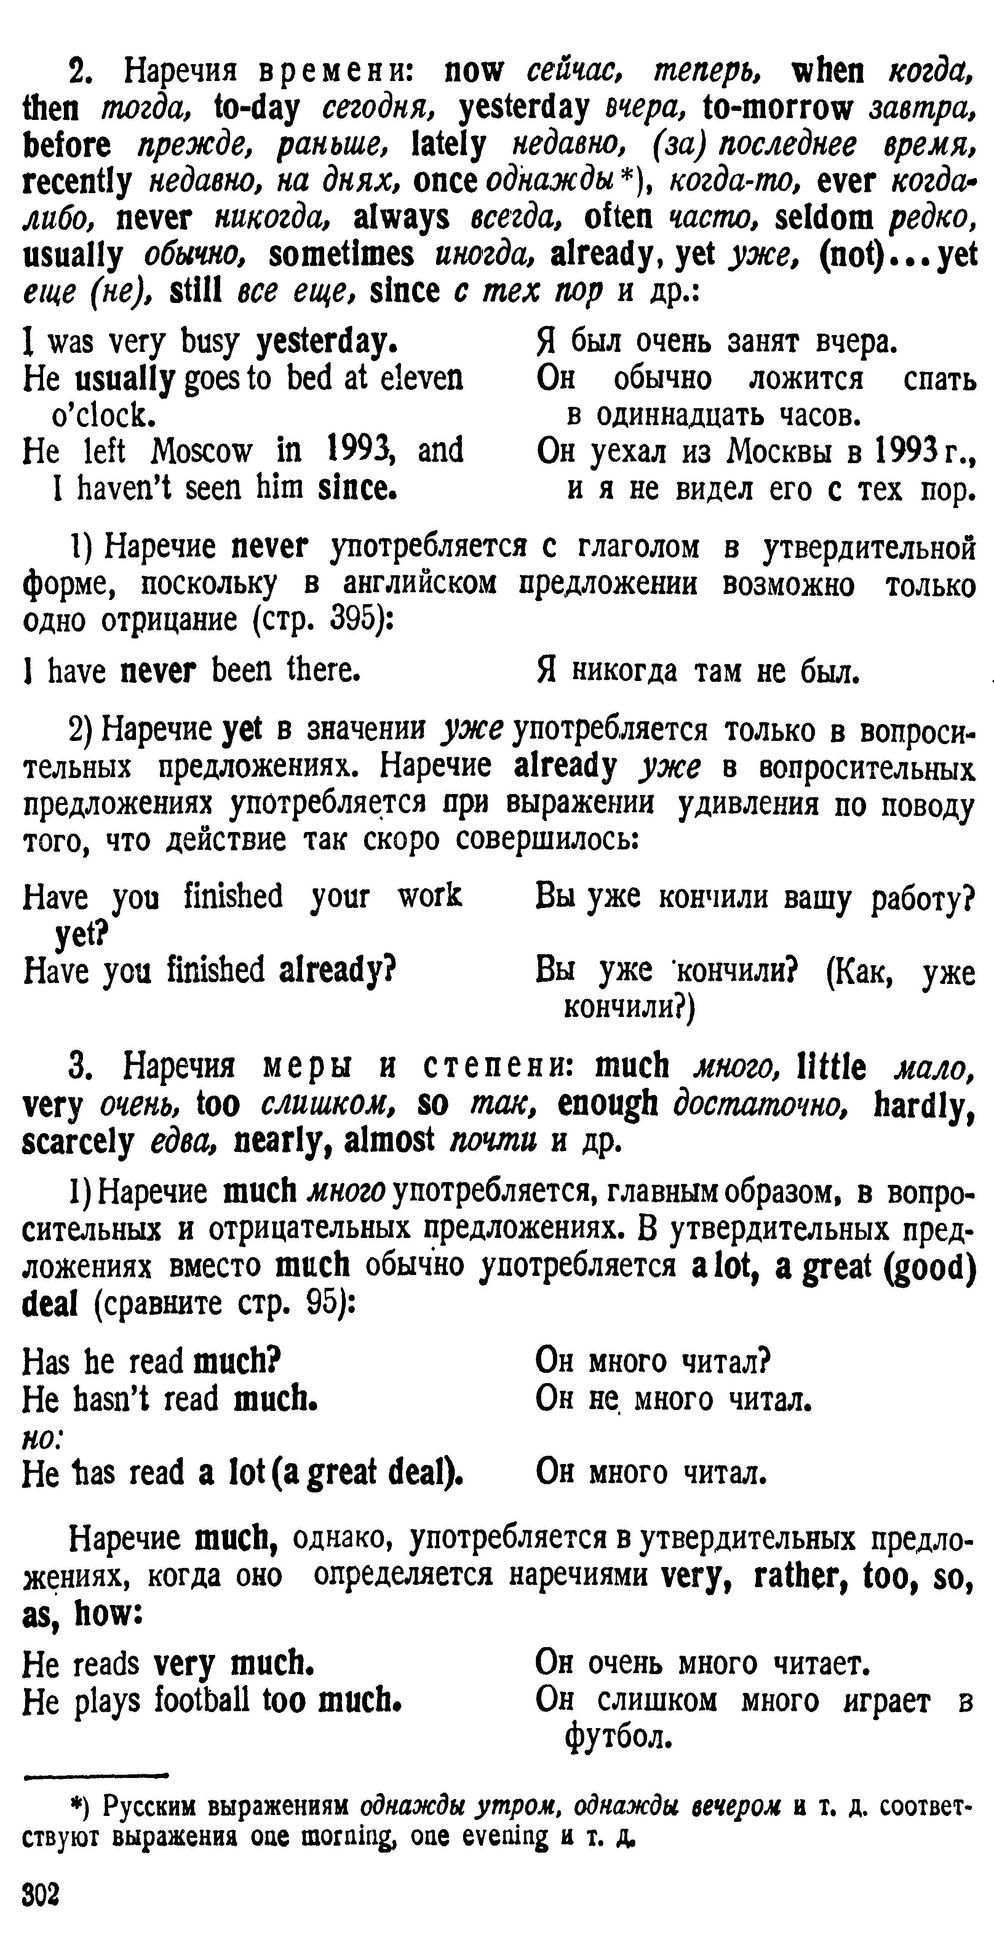 2. Наречия времени: now сейчас, теперь, when когда,
then тогда, to-day сегодня, yesterday вчера, to-morrow завтра,
before прежде, раньше, lately недавно, (за) последнее время,
recently недавно, на днях, once однажды*), когда-то, ever когда-
либо, never никогда, always всегда, often часто, seldom редко,
usually обычно, sometimes иногда, already, yet уже, (not)...yet
еще (не), still все еще, since с тех пор и др.:
I was very busy yesterday. Я был очень занят вчера.
He usually goes to bed at eleven Он обычно ложится спать
o'clock. в одиннадцать часов.
He left Moscow in 1993, and Он уехал из Москвы в 1993 г.,
I haven't seen him since. и я не видел его с тех пор.
1) Наречие never употребляется с глаголом в утвердительной
форме, поскольку в английском предложении возможно только
одно отрицание (стр. 395):
I have never been there. Я никогда там не был.
2) Наречие yet в значении уже употребляется только в вопроси-
тельных предложениях. Наречие already уже в вопросительных
предложениях употребляется при выражении удивления по поводу
того, что действие так скоро совершилось:
Have you finished your work Вы уже кончили вашу работу?
yet?
Have you finished already? Вы уже кончили? (Как, уже
кончили?)
3. Наречия меры и степени: much много, little мало,
very очень, too слишком, so так, enough достаточно, hardly,
scarcely едва, nearly, almost почти и др.
1) Наречие much много употребляется, главным образом, в вопро-
сительных и отрицательных предложениях. В утвердительных пред-
ложениях вместо much обычно употребляется a lot, a great (good)
deal (сравните стр. 95):
Has he read much? Он много читал?
He hasn't read much. Он не много читал.
но:
He has read a lot (a great deal). Он много читал.
Наречие much, однако, употребляется в утвердительных предло-
жениях, когда оно определяется наречиями very, rather, too, so,
as, how:
He reads very much. Он очень много читает.
He plays football too much. Он слишком много играет в
футбол.
*) Русским выражениям однажды утром, однажды вечером и т. д. соответ-
ствуют выражения one morning, one evening и т. д.
302